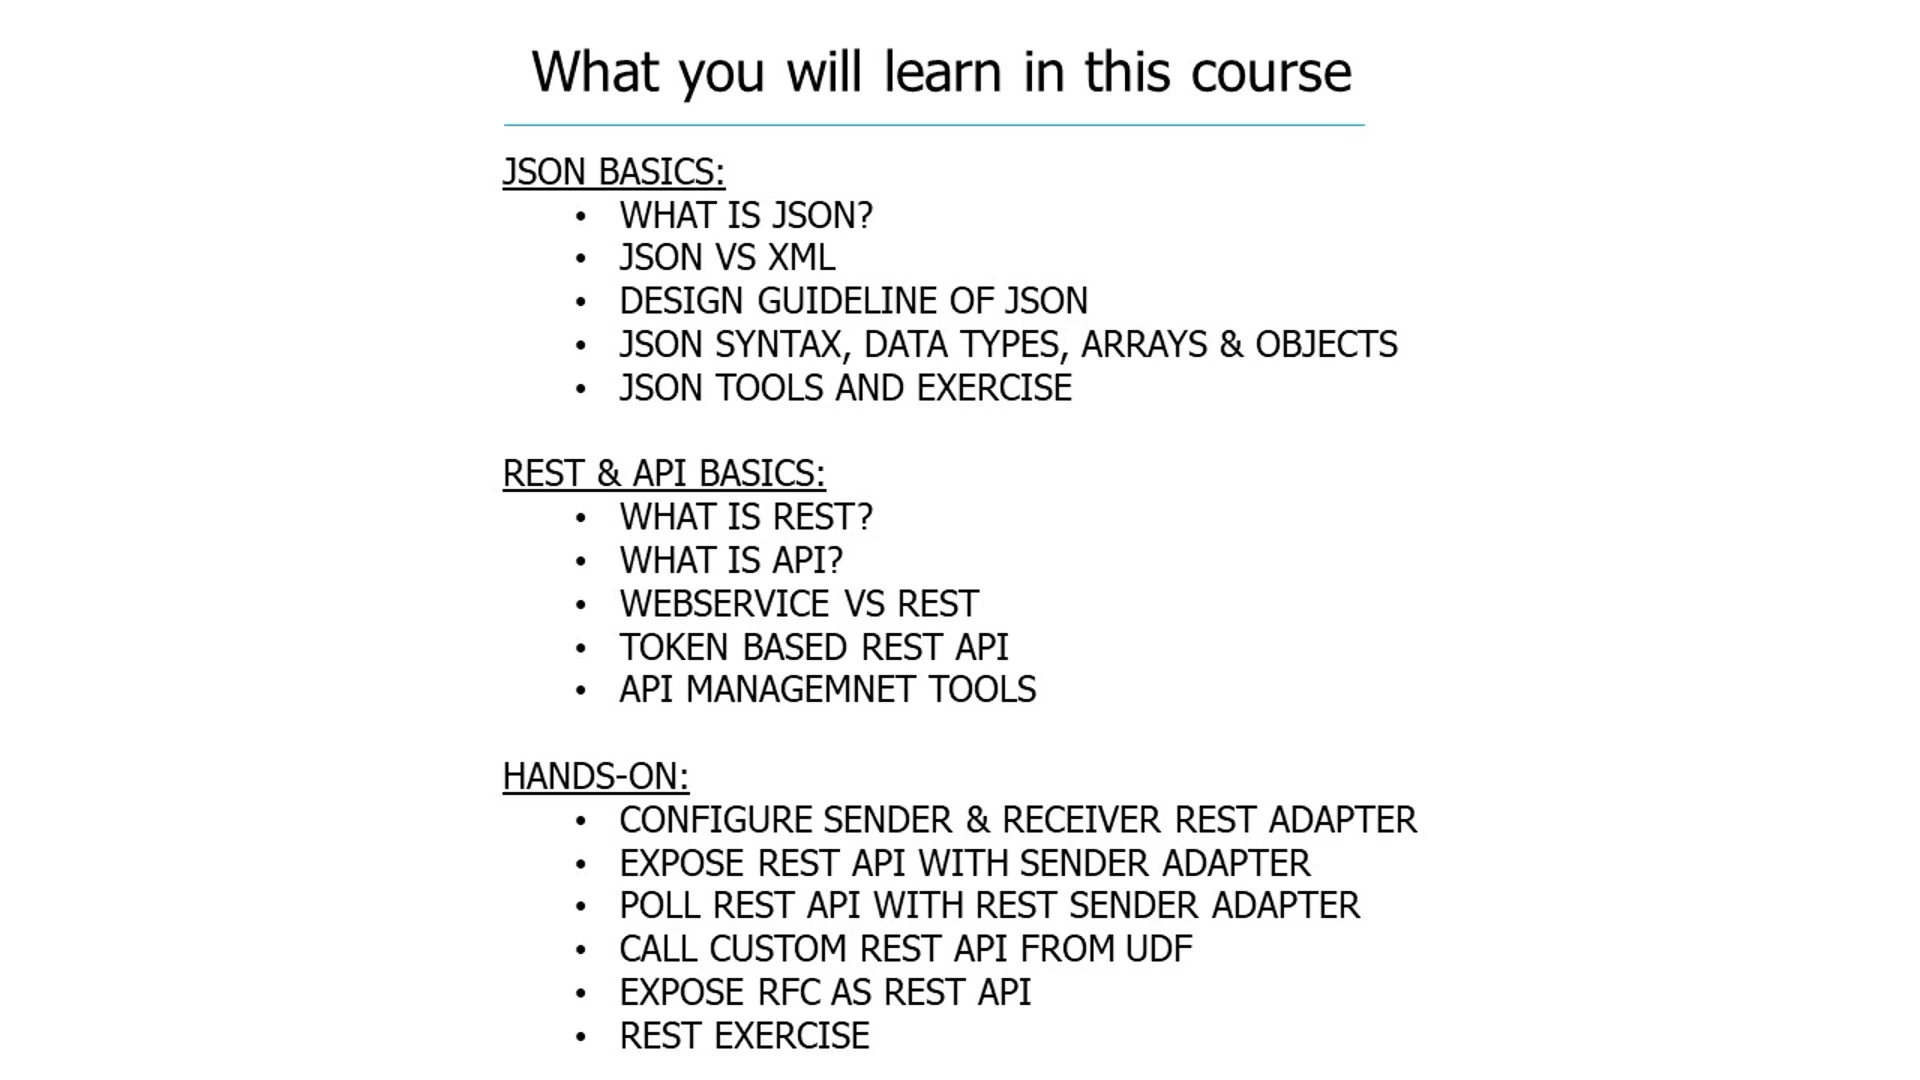 What you will learn in this course
JSON BASICS:
• WHAT IS JSON?
• JSON VS XML
• DESIGN GUIDELINE OF JSON
• JSON SYNTAX, DATA TYPES, ARRAYS & OBJECTS
• JSON TOOLS AND EXERCISE
REST & API BASICS:
• WHAT IS REST?
• WHAT IS API?
• WEBSERVICE VS REST
• TOKEN BASED REST API
• API MANAGEMNET TOOLS
HANDS-ON:
• CONFIGURE SENDER & RECEIVER REST ADAPTER
• EXPOSE REST API WITH SENDER ADAPTER
• POLL REST API WITH REST SENDER ADAPTER
• CALL CUSTOM REST API FROM UDF
• EXPOSE RFC AS REST API
• REST EXERCISE